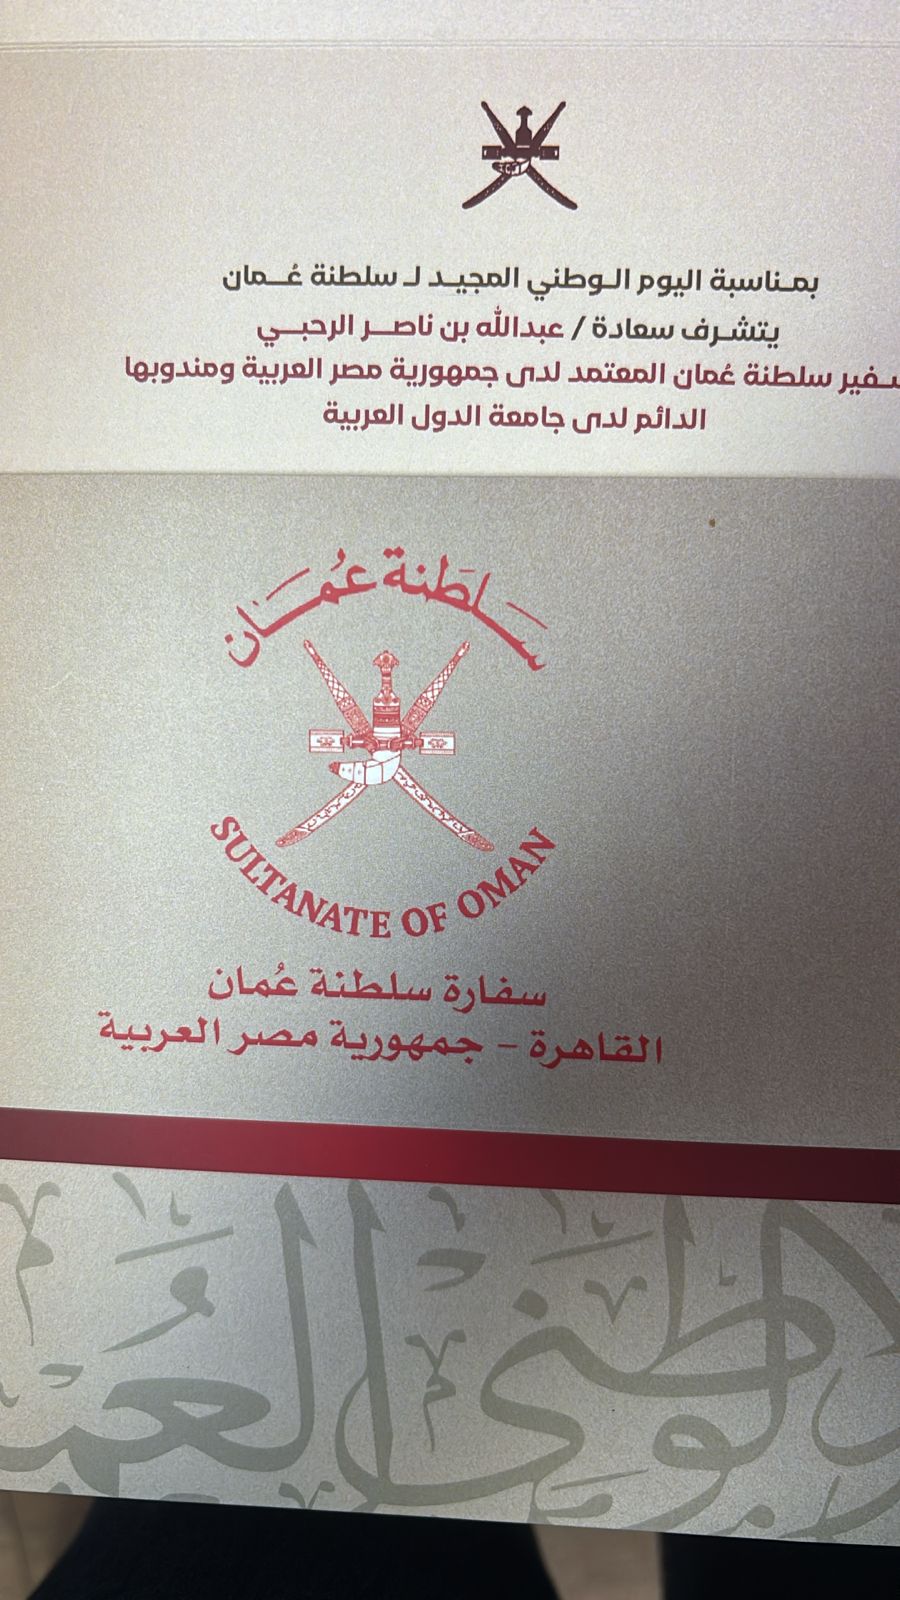 بمناسبة اليوم الوطني المجيد لـ سلطنة عُمان
يتشرف سعادة / عبدالله بن ناصر الرحبي
سفير سلطنة عُمان المعتمد لدى جمهورية مصر العربية ومندوبها
الدائم لدى جامعة الدول العربية
سلطنة عُمان
SULTANATE OF OMAN
سفارة سلطنة عُمان
القاهرة - جمهورية مصر العربية